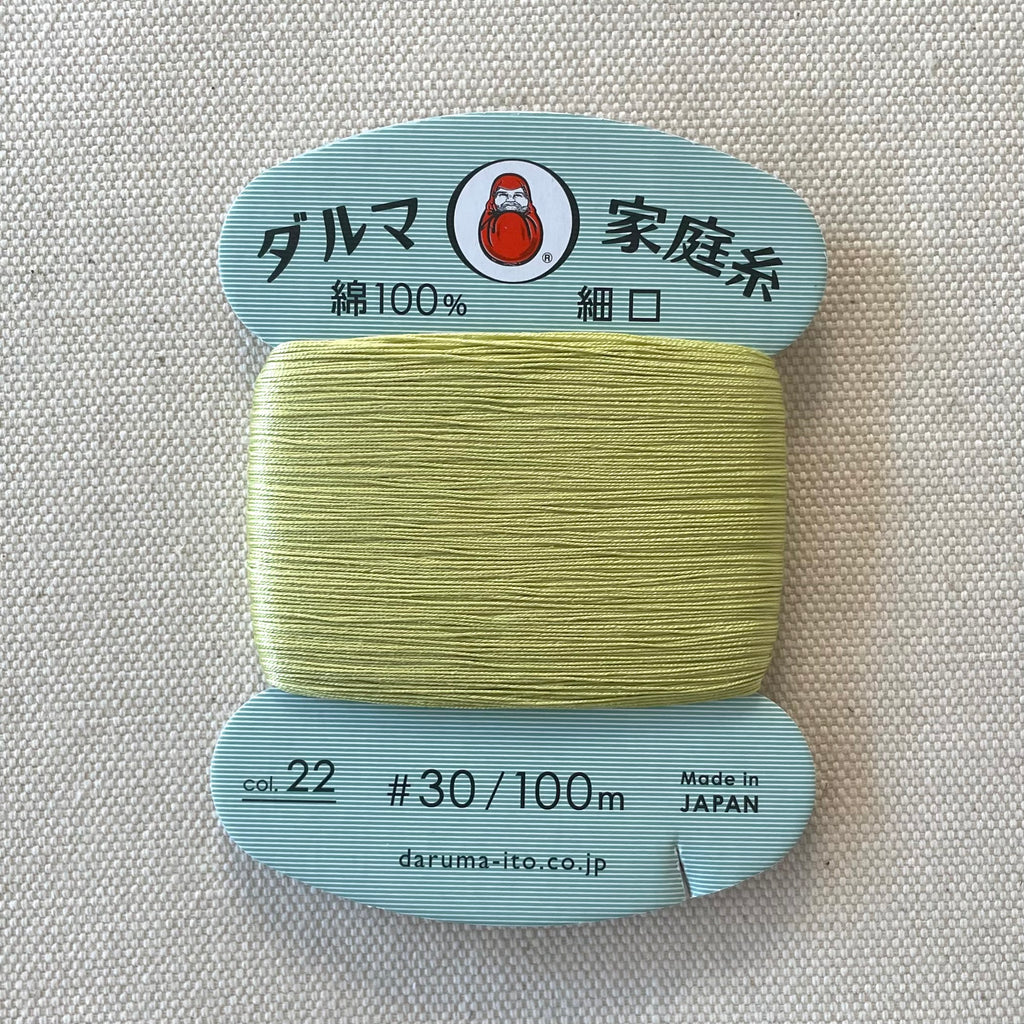 ダルマ 家庭糸
®
綿100% 細口
col. 22 #30/100m Made in JAPAN
daruma-ito.co.jp